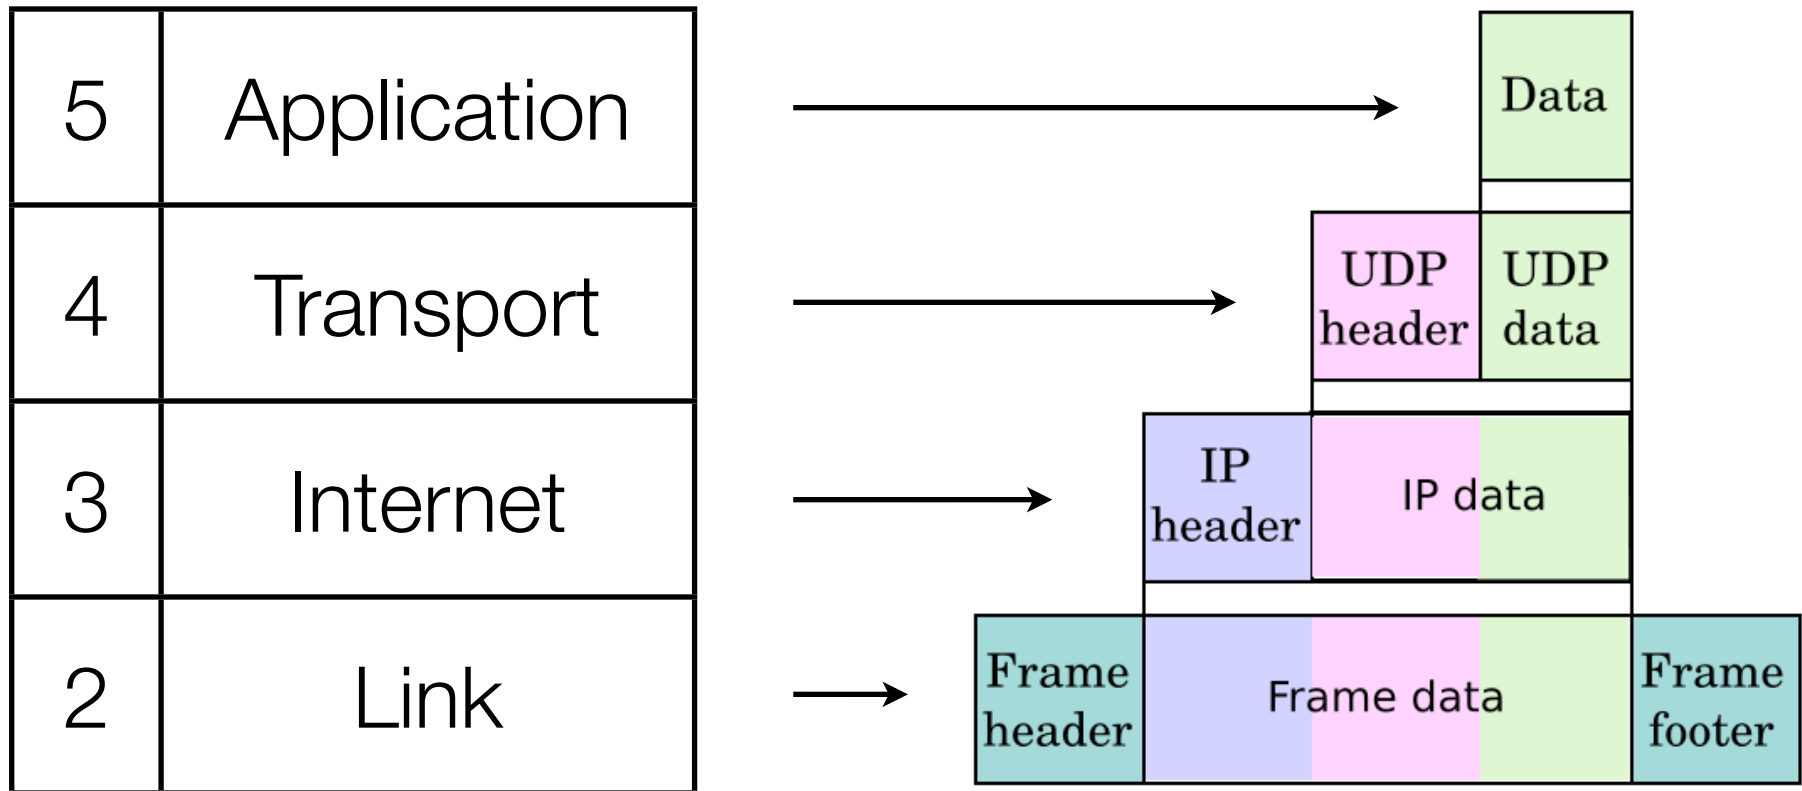 5 Application
Data
4 Transport
UDP header
UDP data
3 Internet
IP header
IP data
2 Link
Frame header
Frame data
Frame footer